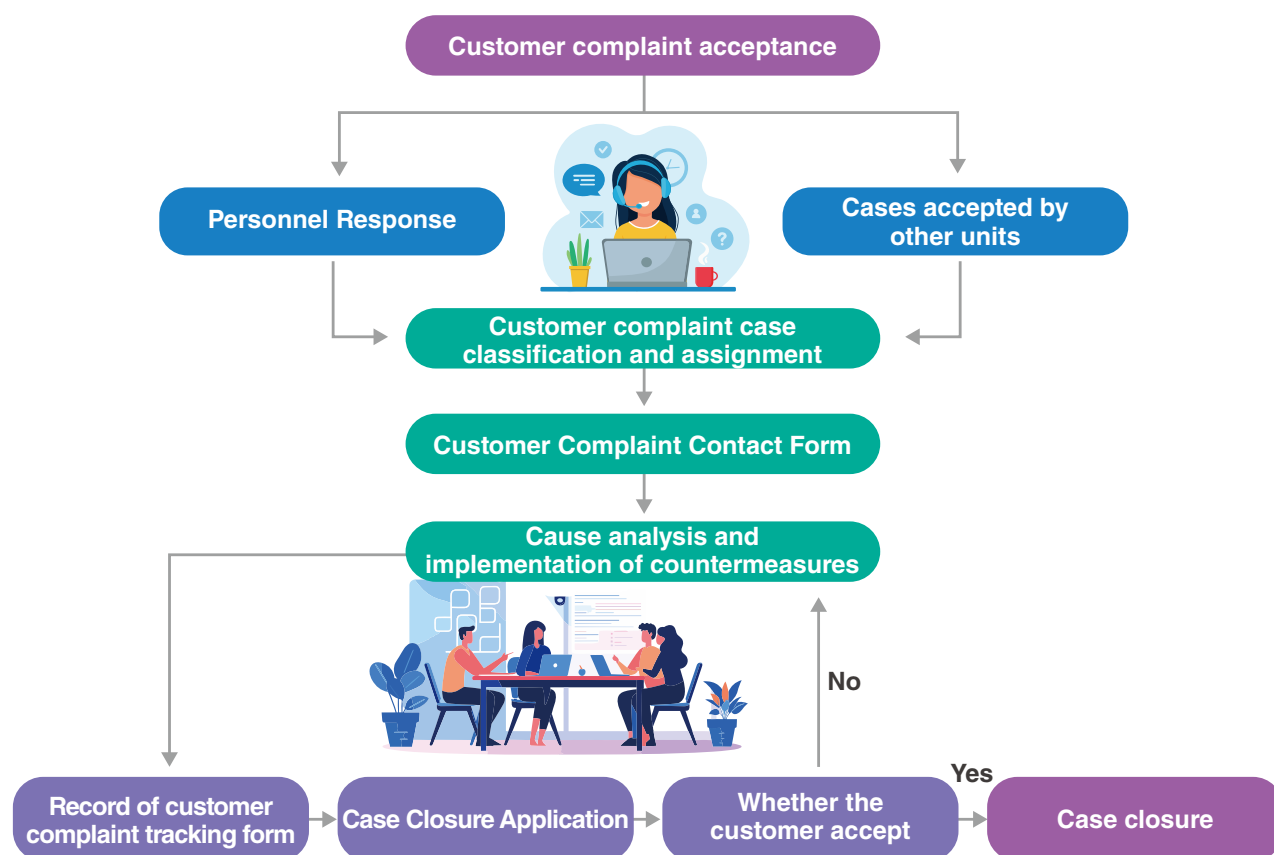 Customer complaint acceptance
Personnel Response
Cases accepted by
other units
Customer complaint case
classification and assignment
Customer Complaint Contact Form
Cause analysis and
implementation of countermeasures
No
Yes
Record of customer
complaint tracking form
Case Closure Application
Whether the
customer accept
Case closure